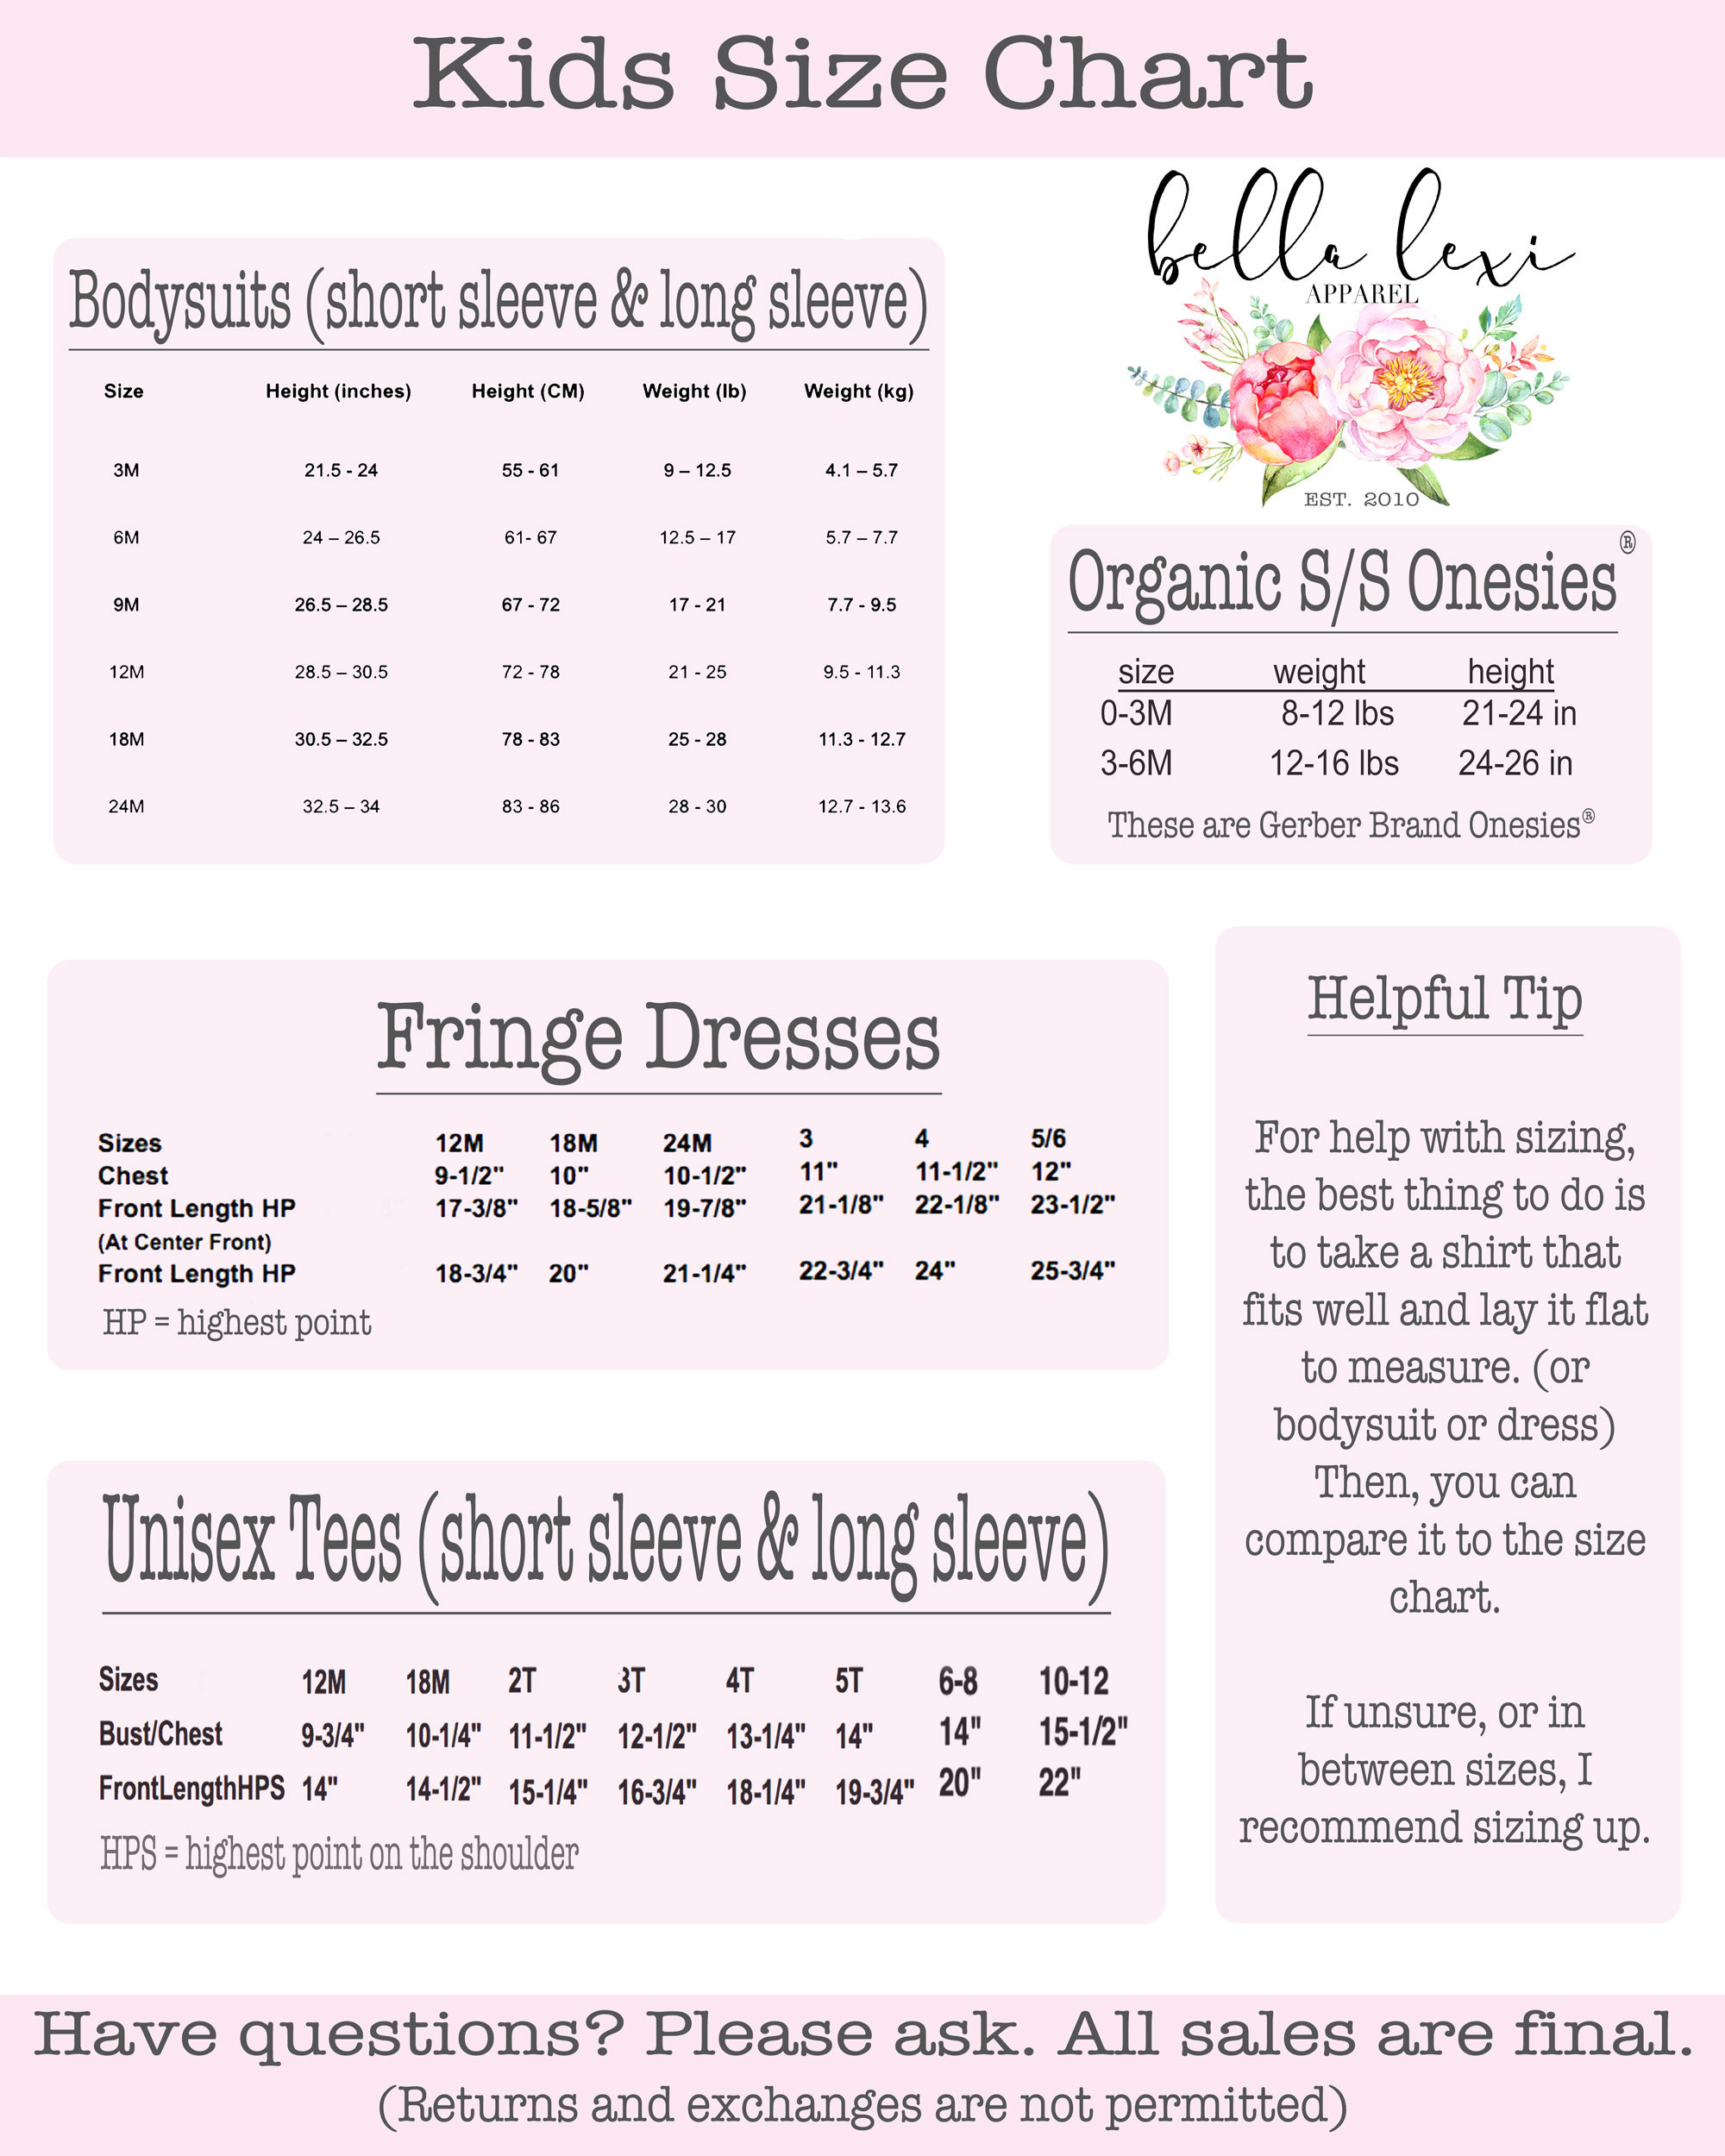 Kids Size Chart
bella lexi
APPAREL
EST. 2010
Bodysuits (short sleeve & long sleeve)
Size Height (inches) Height (CM) Weight (lb) Weight (kg)
3M 21.5 - 24 55 - 61 9 – 12.5 4.1 – 5.7
6M 24 – 26.5 61- 67 12.5 – 17 5.7 – 7.7
9M 26.5 – 28.5 67 - 72 17 - 21 7.7 - 9.5
12M 28.5 – 30.5 72 - 78 21 - 25 9.5 - 11.3
18M 30.5 – 32.5 78 - 83 25 - 28 11.3 - 12.7
24M 32.5 – 34 83 - 86 28 - 30 12.7 - 13.6
Organic S/S Onesies®
size weight height
0-3M 8-12 lbs 21-24 in
3-6M 12-16 lbs 24-26 in
These are Gerber Brand Onesies®
Fringe Dresses
Sizes 12M 18M 24M 3 4 5/6
Chest 9-1/2" 10" 10-1/2" 11" 11-1/2" 12"
Front Length HP 17-3/8" 18-5/8" 19-7/8" 21-1/8" 22-1/8" 23-1/2"
(At Center Front)
Front Length HP 18-3/4" 20" 21-1/4" 22-3/4" 24" 25-3/4"
HP = highest point
Unisex Tees (short sleeve & long sleeve)
Sizes 12M 18M 2T 3T 4T 5T 6-8 10-12
Bust/Chest 9-3/4" 10-1/4" 11-1/2" 12-1/2" 13-1/4" 14" 14" 15-1/2"
FrontLengthHPS 14" 14-1/2" 15-1/4" 16-3/4" 18-1/4" 19-3/4" 20" 22"
HPS = highest point on the shoulder
Helpful Tip
For help with sizing,
the best thing to do is
to take a shirt that
fits well and lay it flat
to measure. (or
bodysuit or dress)
Then, you can
compare it to the size
chart.
If unsure, or in
between sizes, I
recommend sizing up.
Have questions? Please ask. All sales are final.
(Returns and exchanges are not permitted)